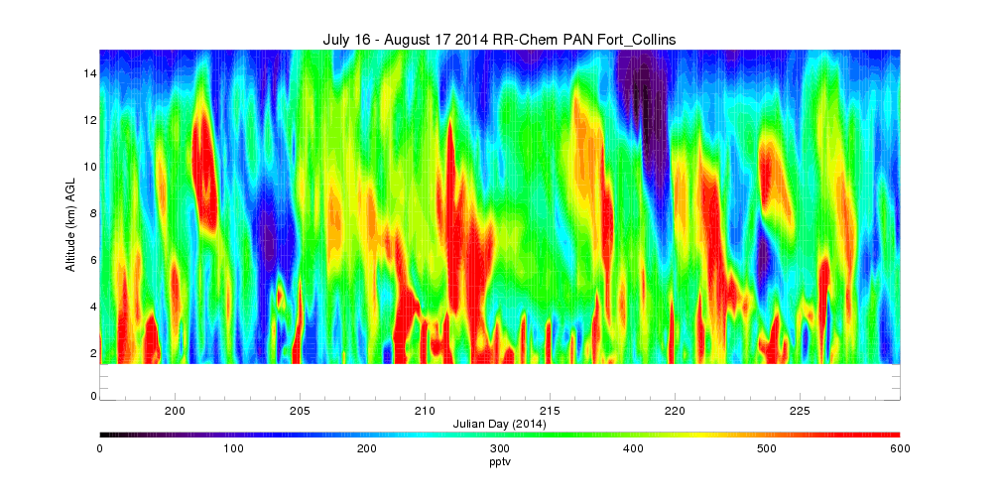 July 16 - August 17 2014 RR-Chem PAN Fort_Collins
Altitude (km) AGL
14
12
10
8
6
4
2
0
200 205 210 215 220 225
Julian Day (2014)
0 100 200 300 400 500 600
pptv